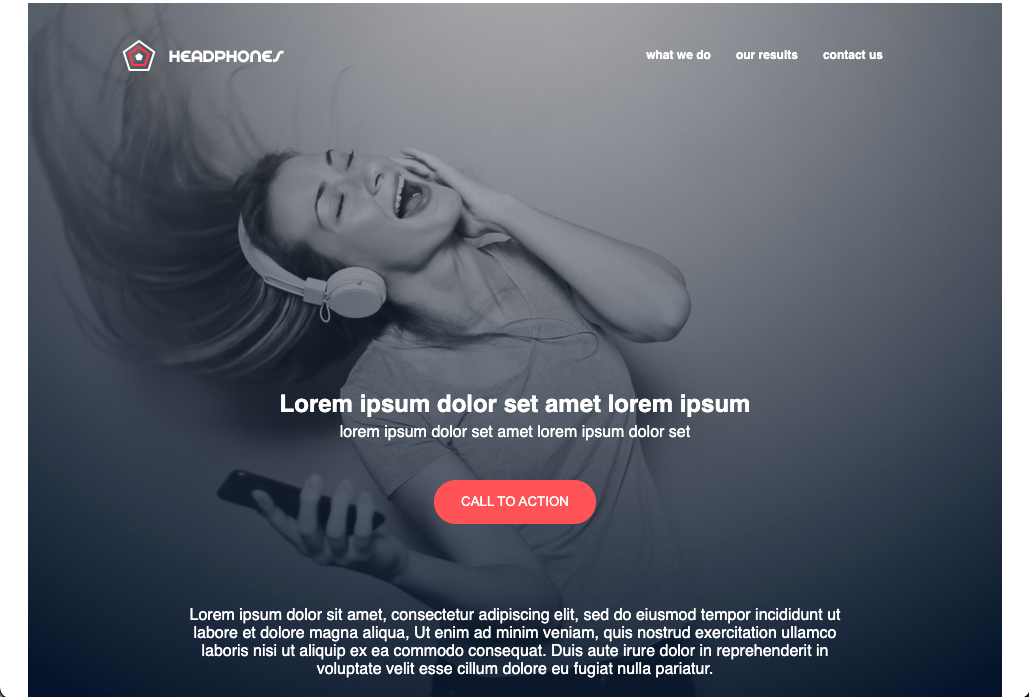 HEADPHONES
what we do our results contact us
Lorem ipsum dolor set amet lorem ipsum
lorem ipsum dolor set amet lorem ipsum dolor set
CALL TO ACTION
Lorem ipsum dolor sit amet, consectetur adipiscing elit, sed do eiusmod tempor incididunt ut
labore et dolore magna aliqua, Ut enim ad minim veniam, quis nostrud exercitation ullamco
laboris nisi ut aliquip ex ea commodo consequat. Duis aute irure dolor in reprehenderit in
voluptate velit esse cillum dolore eu fugiat nulla pariatur.